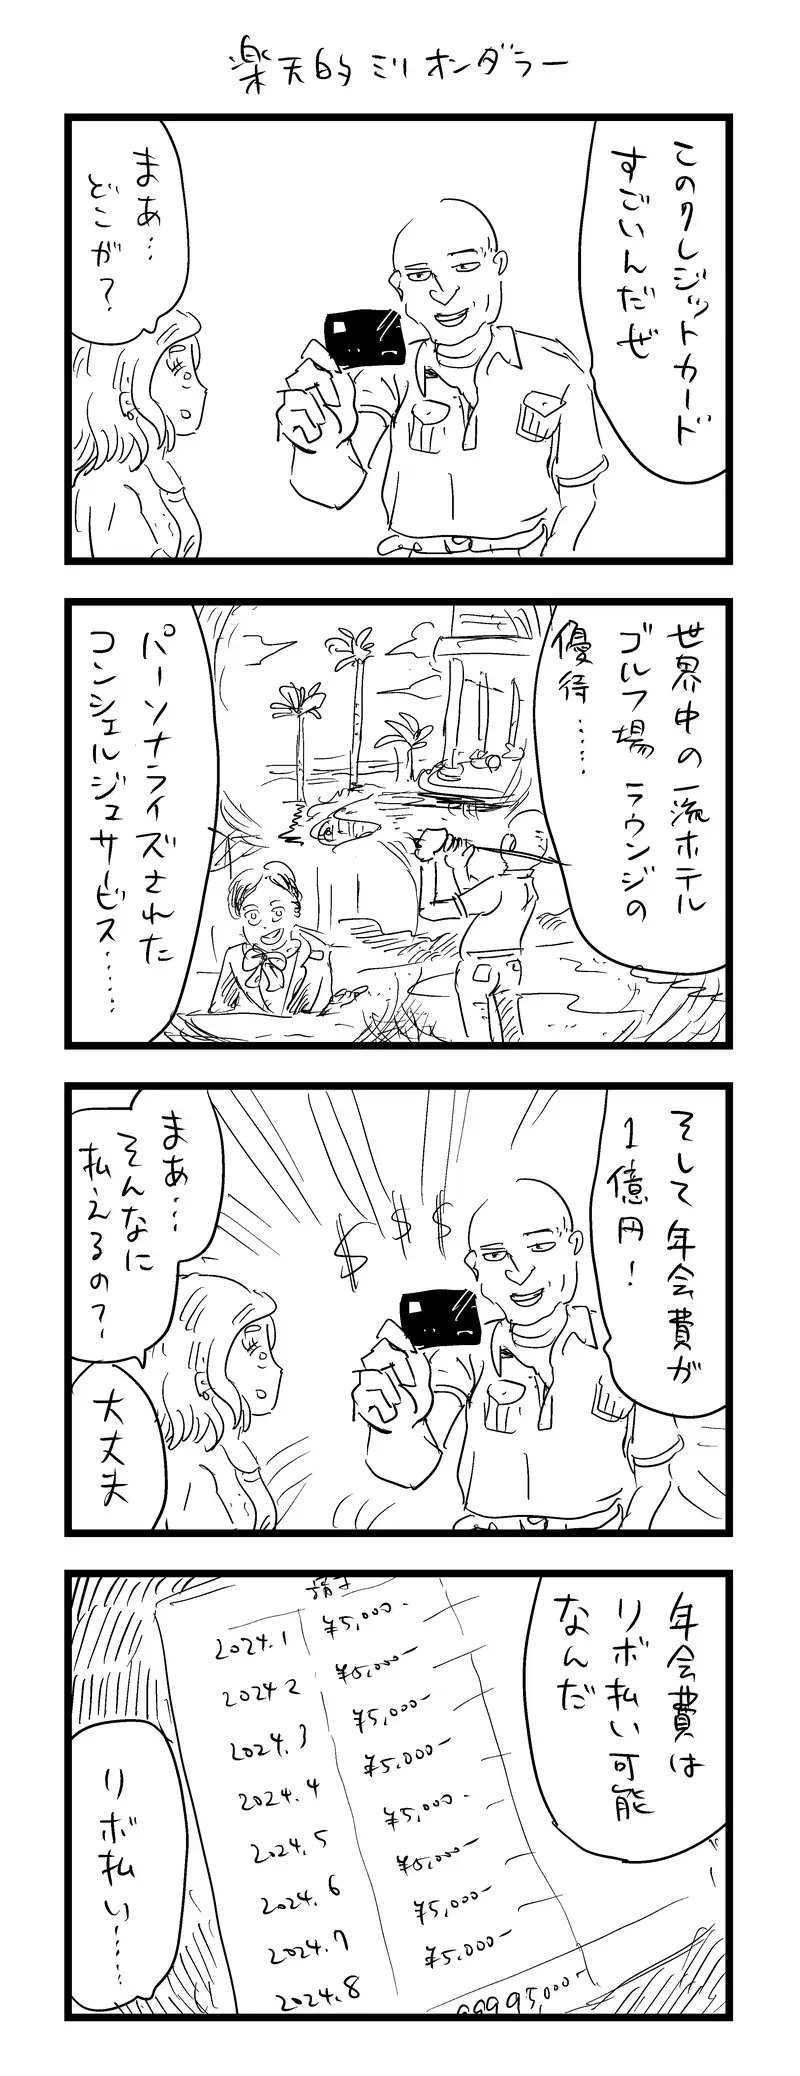 楽天的ミリオンダラー
このクレジットカード
すごいんだぜ
まあ…
どこが？
世界中の一流ホテル
ゴルフ場 ラウンジの
優待……
パーソナライズされた
コンシェルジュサービス……
そして年会費が
1億円！
まあ…
そんなに
払えるの？
大丈夫
年会費は
リボ払い可能
なんだ
2024.1 ¥5,000-
2024.2 ¥5,000-
2024.3 ¥5,000-
2024.4 ¥5,000-
2024.5 ¥5,000-
2024.6 ¥5,000-
2024.7 ¥5,000-
2024.8 ¥5,000-
99995,000-
リボ払い……